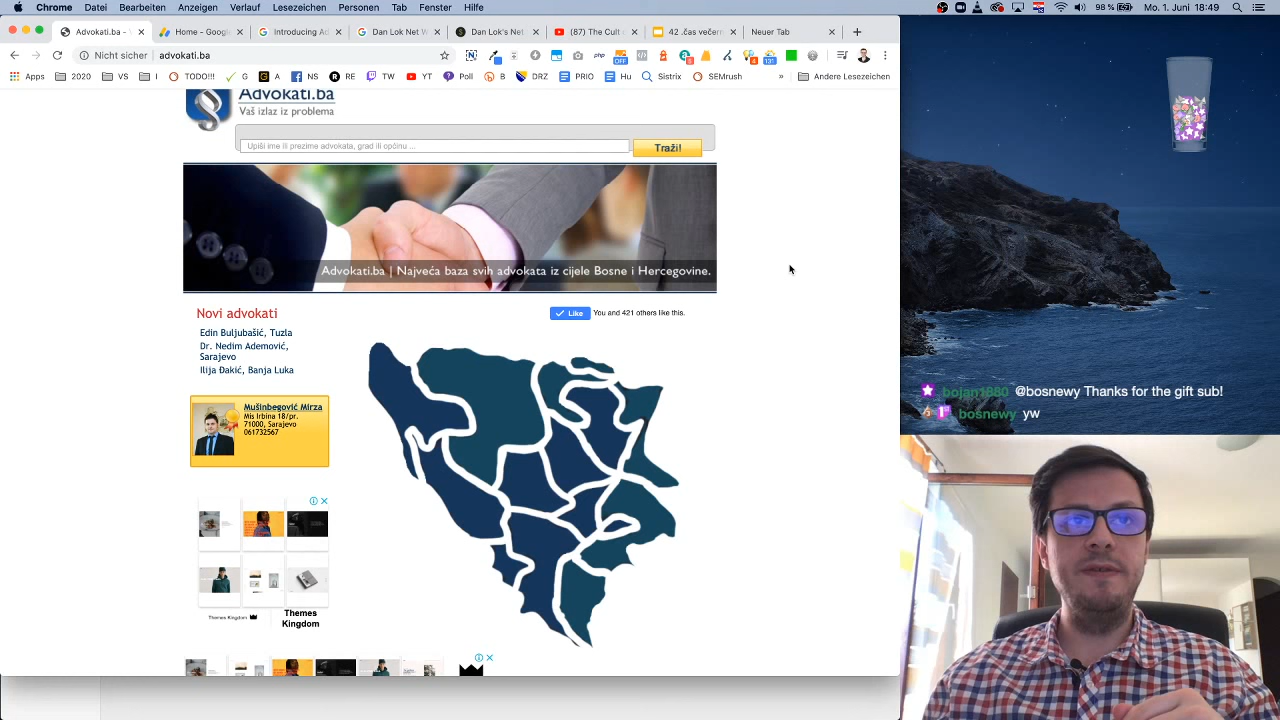 Chrome Datei Bearbeiten Anzeigen Verlauf Lesezeichen Personen Tab Fenster Hilfe
98 % Mo. 1. Juni 18:49
Advokati.ba -
Home - Googl
Introducing Ad
Dan Lok Net W
Dan Lok's Net
(87) The Cult
42 .čas večern
Neuer Tab
Nicht sicher advokati.ba
Apps 2020 VS I TODO!!! G A NS RE TW YT Poll B DRZ PRIO Hu Sistrix SEMrush » Andere Lesezeichen
Advokati.ba
Vaš izlaz iz problema
Upiši ime ili prezime advokata, grad ili općinu ...
Traži!
Advokati.ba | Najveća baza svih advokata iz cijele Bosne i Hercegovine.
Novi advokati
Like You and 421 others like this.
Edin Buljubašić, Tuzla
Dr. Nedim Ademović,
Sarajevo
Ilija Đakić, Banja Luka
Mušinbegović Mirza
Mis Irbina 18/pr.
71000, Sarajevo
061732567
Themes Kingdom
Themes
Kingdom
bojan1880 @bosnewy Thanks for the gift sub!
bosnewy yw